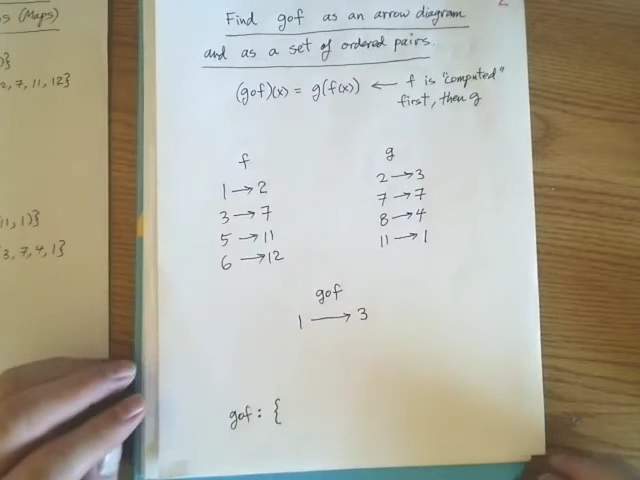 s (Maps)
)}
2, 7, 11, 12}
11, 1)}
3, 7, 4, 1}
Find gof as an arrow diagram
and as a set of ordered pairs.
(gof)(x) = g(f(x)) ← f is "computed"
first, then g
f
1 → 2
3 → 7
5 → 11
6 → 12
g
2 → 3
7 → 7
8 → 4
11 → 1
gof
1 → 3
gof : {